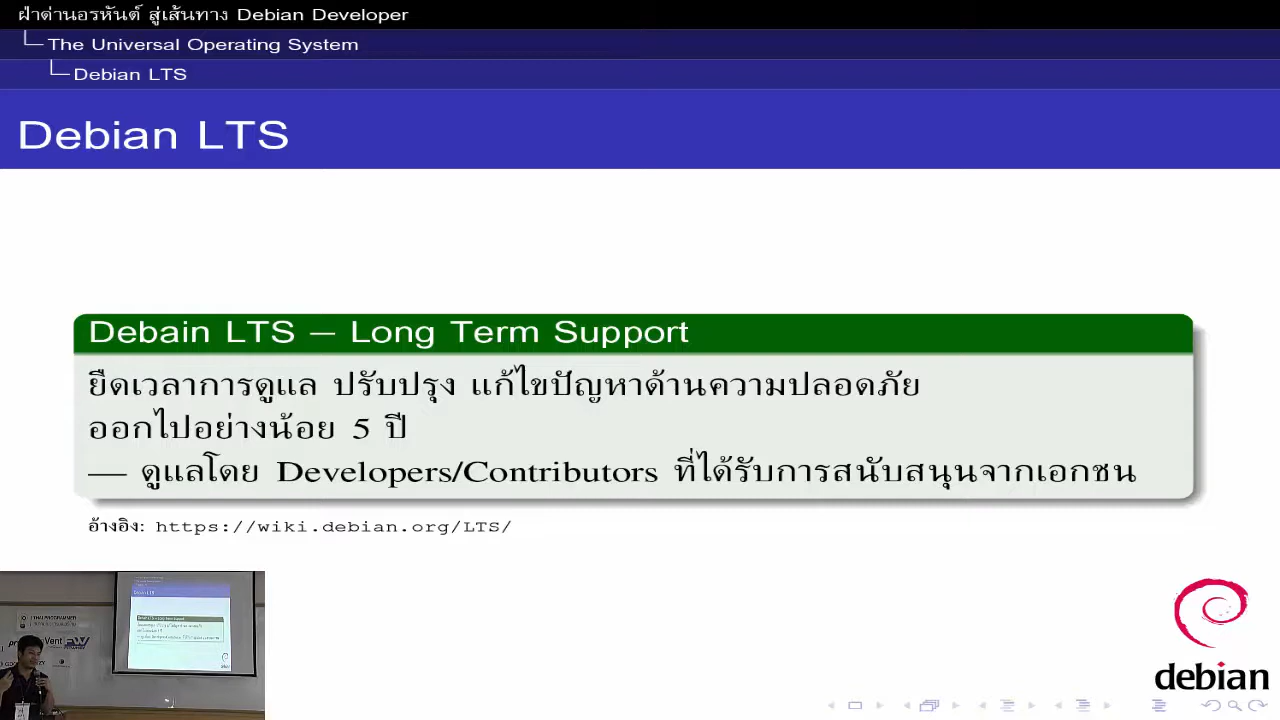 ฝ่าด่านอรหันต์ สู่เส้นทาง Debian Developer
The Universal Operating System
Debian LTS
Debian LTS
Debain LTS — Long Term Support
ยืดเวลาการดูแล ปรับปรุง แก้ไขปัญหาด้านความปลอดภัย
ออกไปอย่างน้อย 5 ปี
— ดูแลโดย Developers/Contributors ที่ได้รับการสนับสนุนจากเอกชน
อ้างอิง: https://wiki.debian.org/LTS/
THAI PROGRAMMER
debian